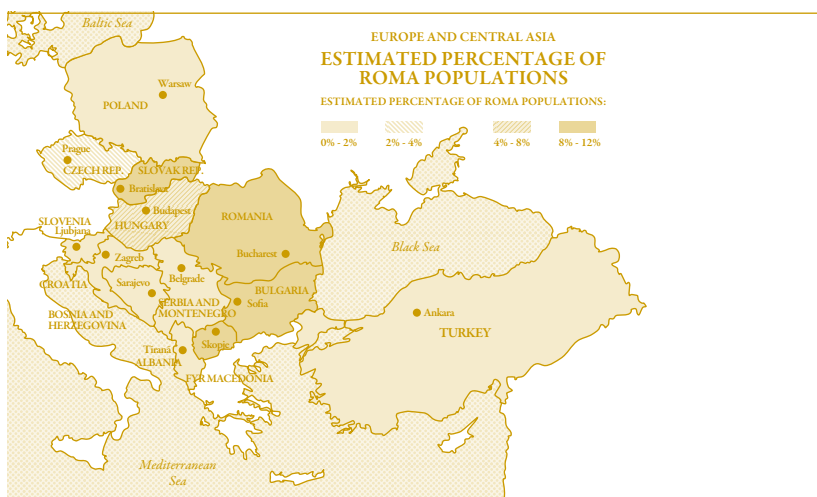 Baltic Sea
EUROPE AND CENTRAL ASIA
ESTIMATED PERCENTAGE OF
ROMA POPULATIONS
ESTIMATED PERCENTAGE OF ROMA POPULATIONS:
0% - 2%
2% - 4%
4% - 8%
8% - 12%
Warsaw
POLAND
Prague
CZECH REP.
SLOVAK REP.
Bratislava
Budapest
HUNGARY
ROMANIA
Bucharest
SLOVENIA
Ljubjana
Zagreb
CROATIA
Sarajevo
Belgrade
SERBIA AND
MONTENEGRO
BOSNIA AND
HERZEGOVINA
BULGARIA
Sofia
Black Sea
Skopje
Tiranã
ALBANIA
FYR MACEDONIA
Ankara
TURKEY
Mediterranean
Sea